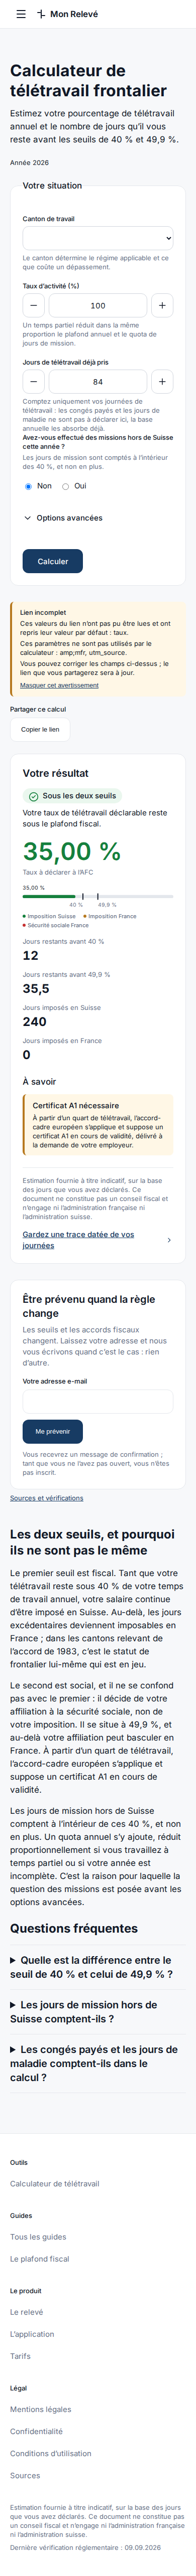 Mon Relevé
Calculateur de
télétravail frontalier
Estimez votre pourcentage de télétravail
annuel et le nombre de jours qu'il vous
reste avant les seuils de 40 % et 49,9 %.
Année 2026
Votre situation
Canton de travail
Le canton détermine le régime applicable et ce
que coûte un dépassement.
Taux d'activité (%)
100
Un temps partiel réduit dans la même
proportion le plafond annuel et le quota de
jours de mission.
Jours de télétravail déjà pris
84
Comptez uniquement vos journées de
télétravail : les congés payés et les jours de
maladie ne sont pas à déclarer ici, la base
annuelle les absorbe déjà.
Avez-vous effectué des missions hors de Suisse
cette année ?
Les jours de mission sont comptés à l'intérieur
des 40 %, et non en plus.
Non Oui
Options avancées
Calculer
Lien incomplet
Ces valeurs du lien n'ont pas pu être lues et ont
repris leur valeur par défaut : taux.
Ces paramètres ne sont pas utilisés par le
calculateur : amp;mfr, utm_source.
Vous pouvez corriger les champs ci-dessus ; le
lien que vous partagerez sera à jour.
Masquer cet avertissement
Partager ce calcul
Copier le lien
Votre résultat
Sous les deux seuils
Votre taux de télétravail déclarable reste
sous le plafond fiscal.
35,00 %
Taux à déclarer à l'AFC
35,00 %
40 % 49,9 %
Imposition Suisse Imposition France
Sécurité sociale France
Jours restants avant 40 %
12
Jours restants avant 49,9 %
35,5
Jours imposés en Suisse
240
Jours imposés en France
0
À savoir
Certificat A1 nécessaire
À partir d'un quart de télétravail, l'accord-
cadre européen s'applique et suppose un
certificat A1 en cours de validité, délivré à
la demande de votre employeur.
Estimation fournie à titre indicatif, sur la base
des jours que vous avez déclarés. Ce
document ne constitue pas un conseil fiscal et
n'engage ni l'administration française ni
l'administration suisse.
Gardez une trace datée de vos
journées
Être prévenu quand la règle
change
Les seuils et les accords fiscaux
changent. Laissez votre adresse et nous
vous écrivons quand c'est le cas : rien
d'autre.
Votre adresse e-mail
Me prévenir
Vous recevrez un message de confirmation ;
tant que vous ne l'avez pas ouvert, vous n'êtes
pas inscrit.
Sources et vérifications
Les deux seuils, et pourquoi
ils ne sont pas le même
Le premier seuil est fiscal. Tant que votre
télétravail reste sous 40 % de votre temps
de travail annuel, votre salaire continue
d'être imposé en Suisse. Au-delà, les jours
excédentaires deviennent imposables en
France ; dans les cantons relevant de
l'accord de 1983, c'est le statut de
frontalier lui-même qui est en jeu.
Le second est social, et il ne se confond
pas avec le premier : il décide de votre
affiliation à la sécurité sociale, non de
votre imposition. Il se situe à 49,9 %, et
au-delà votre affiliation peut basculer en
France. À partir d'un quart de télétravail,
l'accord-cadre européen s'applique et
suppose un certificat A1 en cours de
validité.
Les jours de mission hors de Suisse
comptent à l'intérieur de ces 40 %, et non
en plus. Un quota annuel s'y ajoute, réduit
proportionnellement si vous travaillez à
temps partiel ou si votre année est
incomplète. C'est la raison pour laquelle la
question des missions est posée avant les
options avancées.
Questions fréquentes
Quelle est la différence entre le
seuil de 40 % et celui de 49,9 % ?
Les jours de mission hors de
Suisse comptent-ils ?
Les congés payés et les jours de
maladie comptent-ils dans le
calcul ?
Outils
Calculateur de télétravail
Guides
Tous les guides
Le plafond fiscal
Le produit
Le relevé
L'application
Tarifs
Légal
Mentions légales
Confidentialité
Conditions d'utilisation
Sources
Estimation fournie à titre indicatif, sur la base des jours
que vous avez déclarés. Ce document ne constitue pas
un conseil fiscal et n'engage ni l'administration française
ni l'administration suisse.
Dernière vérification réglementaire : 09.09.2026